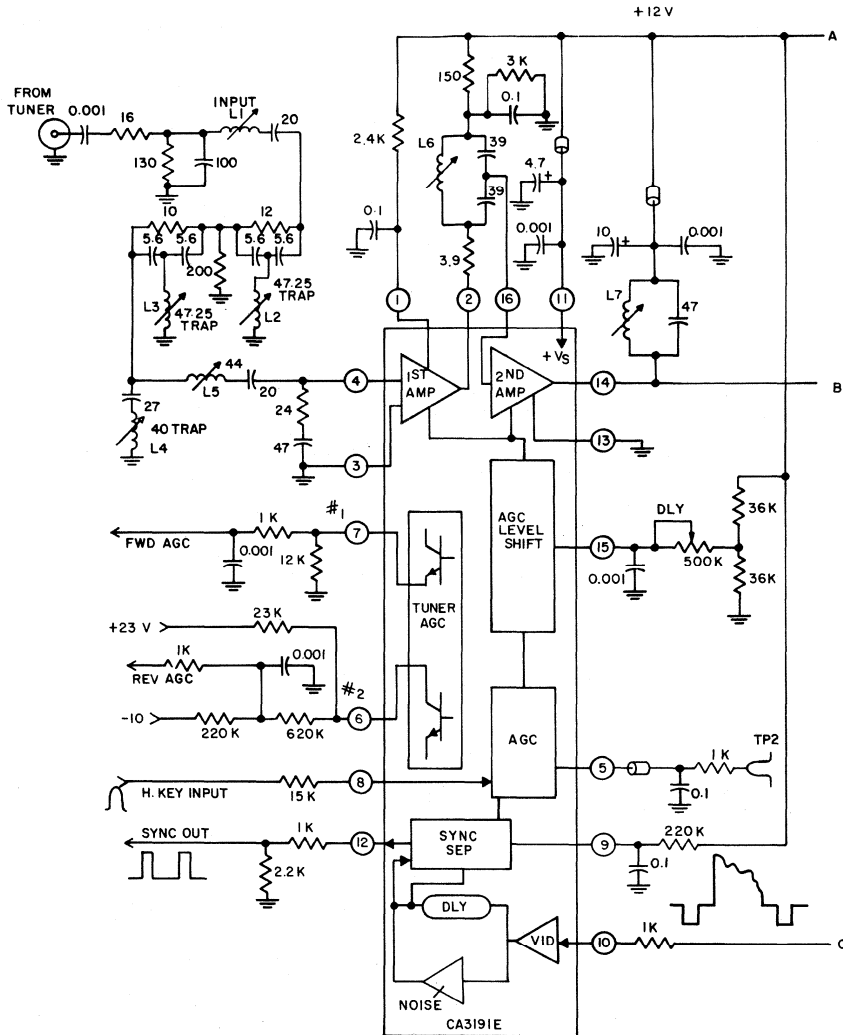 +12V
A
FROM
TUNER
0.001
16
INPUT
L1
20
130
100
2.4K
150
3K
0.1
L6
39
39
4.7
+
0.1
3.9
0.001
10
+
0.001
L7
47
10
12
5.6
5.6
5.6
5.6
200
47.25
TRAP
L3
47.25
TRAP
L2
1
2
16
11
+VS
44
L5
20
4
1ST
AMP
2ND
AMP
14
B
27
40 TRAP
L4
24
47
3
13
#1
1K
7
FWD AGC
0.001
12K
TUNER
AGC
AGC
LEVEL
SHIFT
15
DLY
0.001
500K
36K
36K
+23 V
23K
1K
REV AGC
0.001
#2
-10
220K
620K
6
AGC
5
1K
TP2
0.1
H. KEY INPUT
15K
8
SYNC OUT
1K
12
2.2K
SYNC
SEP
9
220K
0.1
DLY
VID
10
1K
C
NOISE
CA3191E